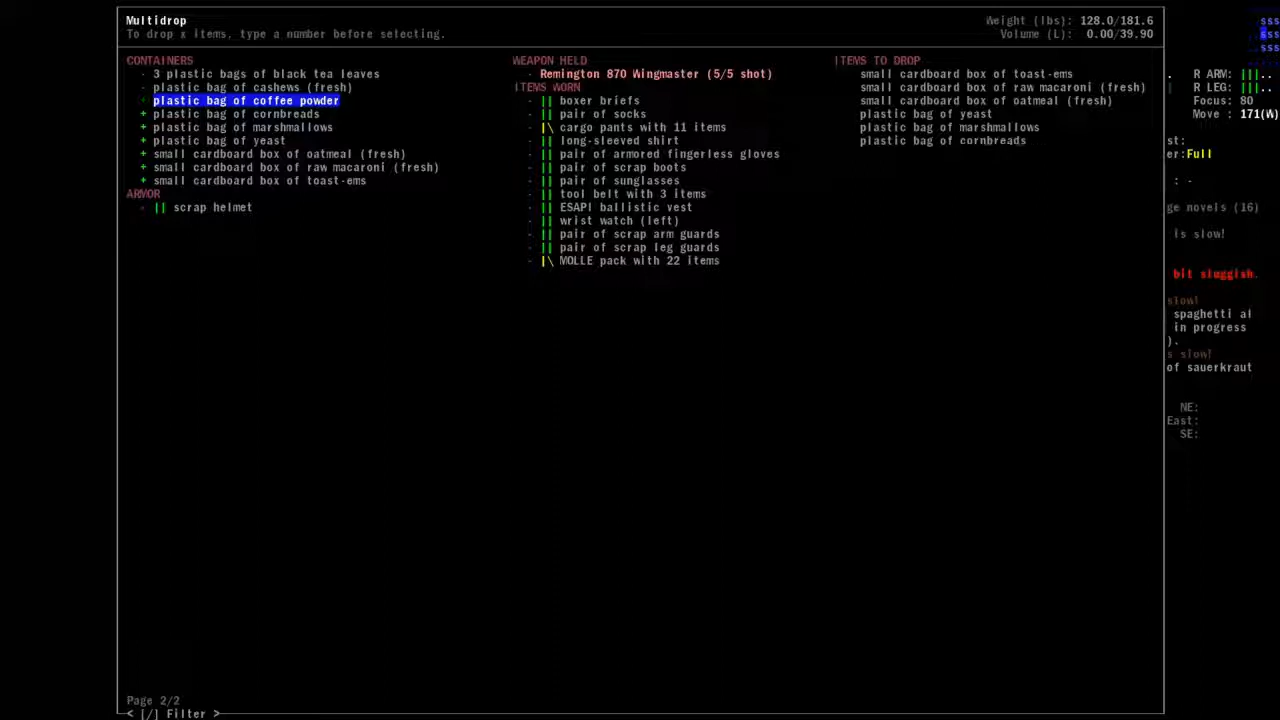 Multidrop
To drop x items, type a number before selecting.
Weight (lbs): 128.0/181.6
Volume (L): 0.00/39.90
CONTAINERS
- 3 plastic bags of black tea leaves
- plastic bag of cashews (fresh)
plastic bag of coffee powder
+ plastic bag of cornbreads
+ plastic bag of marshmallows
+ plastic bag of yeast
+ small cardboard box of oatmeal (fresh)
+ small cardboard box of raw macaroni (fresh)
+ small cardboard box of toast-ems
ARMOR
- || scrap helmet
WEAPON HELD
- Remington 870 Wingmaster (5/5 shot)
ITEMS WORN
- || boxer briefs
- || pair of socks
- |\ cargo pants with 11 items
- || long-sleeved shirt
- || pair of armored fingerless gloves
- || pair of scrap boots
- || pair of sunglasses
- || tool belt with 3 items
- || ESAPI ballistic vest
- || wrist watch (left)
- || pair of scrap arm guards
- || pair of scrap leg guards
- |\ MOLLE pack with 22 items
ITEMS TO DROP
small cardboard box of toast-ems
small cardboard box of raw macaroni (fresh)
small cardboard box of oatmeal (fresh)
plastic bag of yeast
plastic bag of marshmallows
plastic bag of cornbreads
Page 2/2
< [/] Filter >
sss
sss
sss
. R ARM: |||..
| R LEG: |||..
Focus: 80
Move : 171(W)
st:
er:Full
: -
ge novels (16)
is slow!
bit sluggish.
slow!
spaghetti al
in progress
).
s slow!
of sauerkraut
NE:
East:
SE: